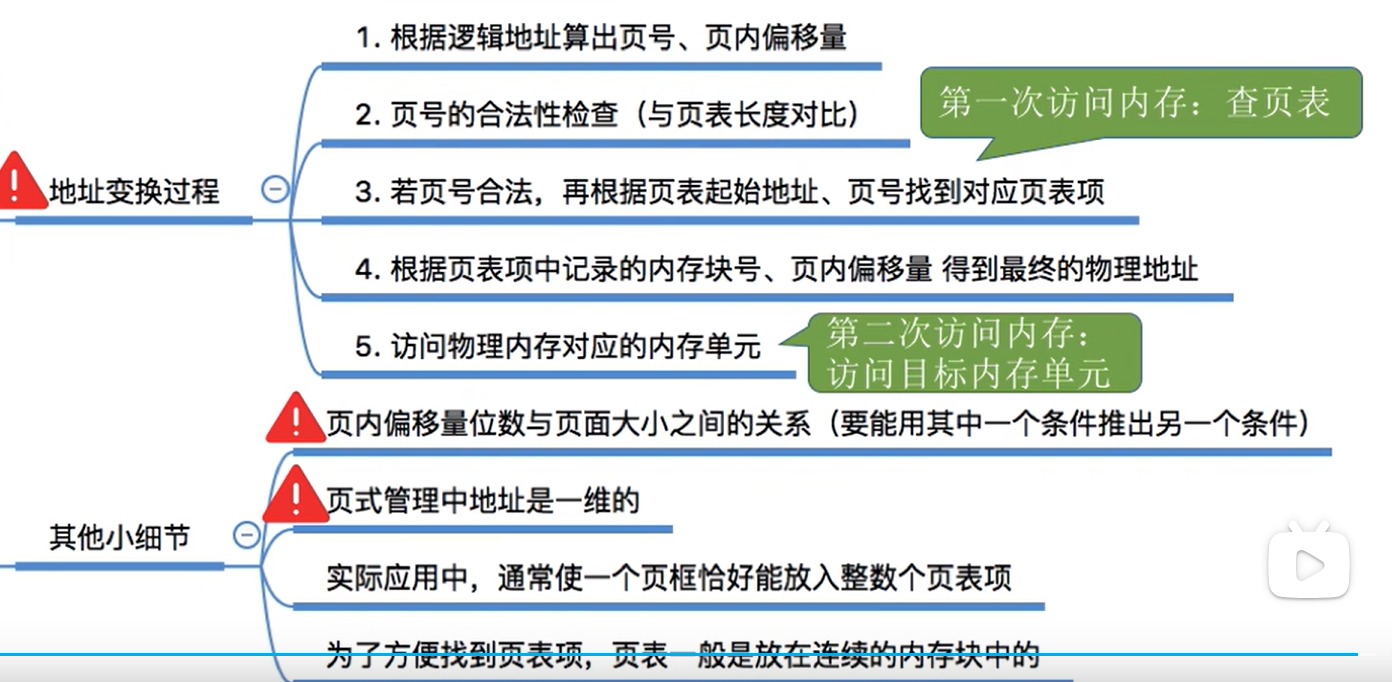 1. 根据逻辑地址算出页号、页内偏移量
2. 页号的合法性检查（与页表长度对比）
第一次访问内存：查页表
地址变换过程
3. 若页号合法，再根据页表起始地址、页号找到对应页表项
4. 根据页表项中记录的内存块号、页内偏移量 得到最终的物理地址
5. 访问物理内存对应的内存单元
第二次访问内存：
访问目标内存单元
页内偏移量位数与页面大小之间的关系（要能用其中一个条件推出另一个条件）
页式管理中地址是一维的
其他小细节
实际应用中，通常使一个页框恰好能放入整数个页表项
为了方便找到页表项，页表一般是放在连续的内存块中的